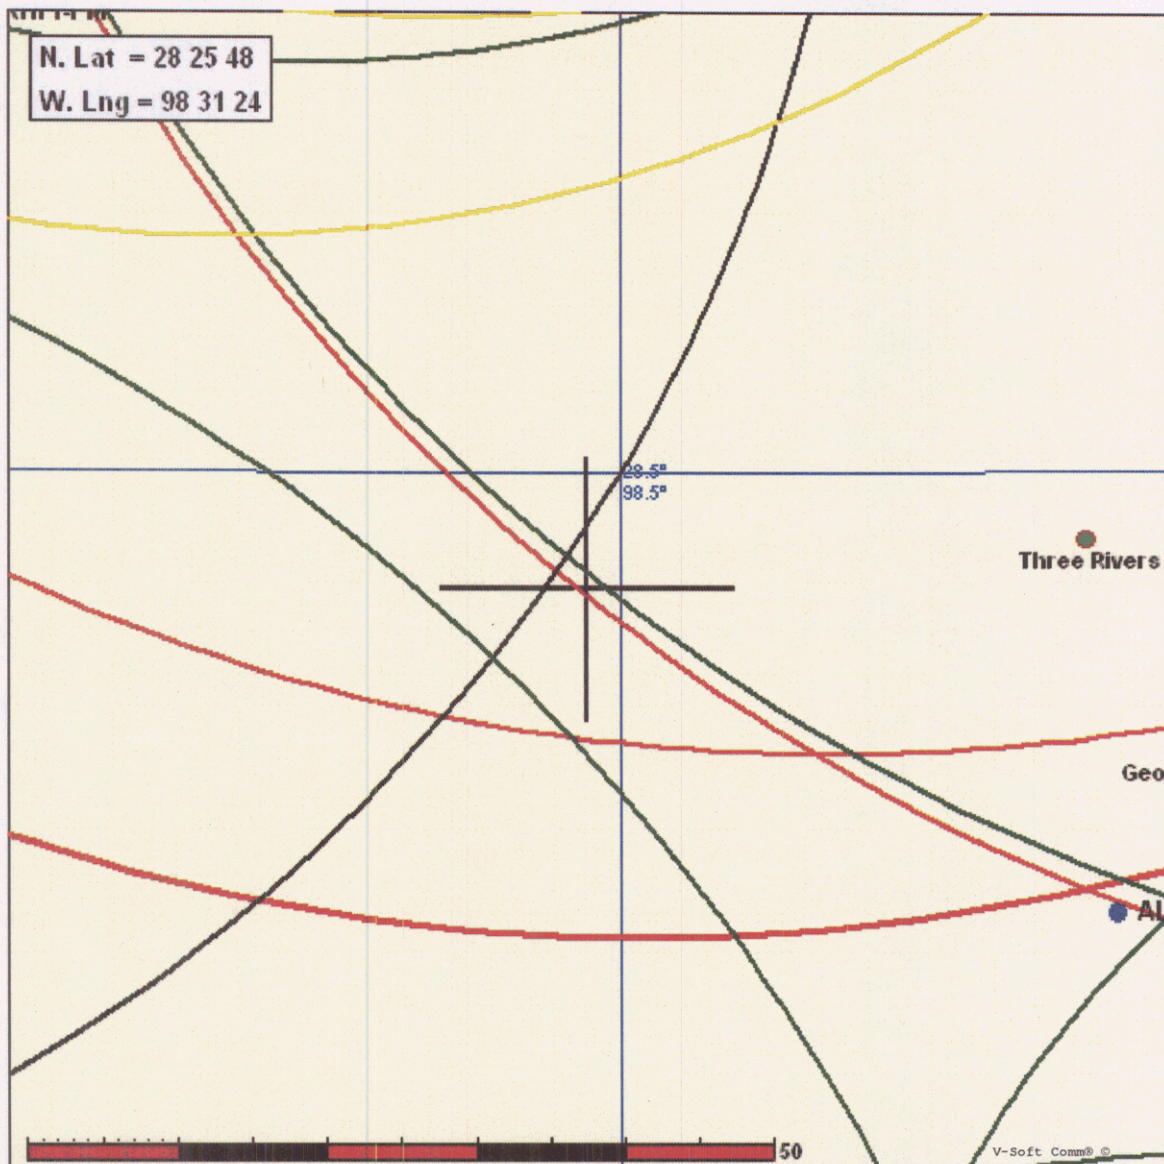 N. Lat = 28 25 48
W. Lng = 98 31 24
28.5°
98.5°
Three Rivers
Geo
Al
50
V-Soft Comm® ©